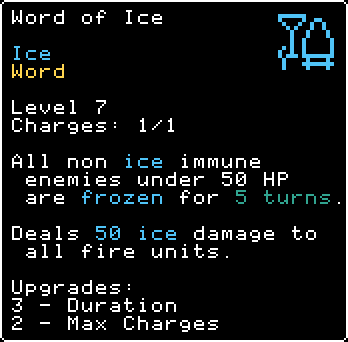 Word of Ice
Ice
Word
Level 7
Charges: 1/1
All non ice immune
enemies under 50 HP
are frozen for 5 turns.
Deals 50 ice damage to
all fire units.
Upgrades:
3 - Duration
2 - Max Charges